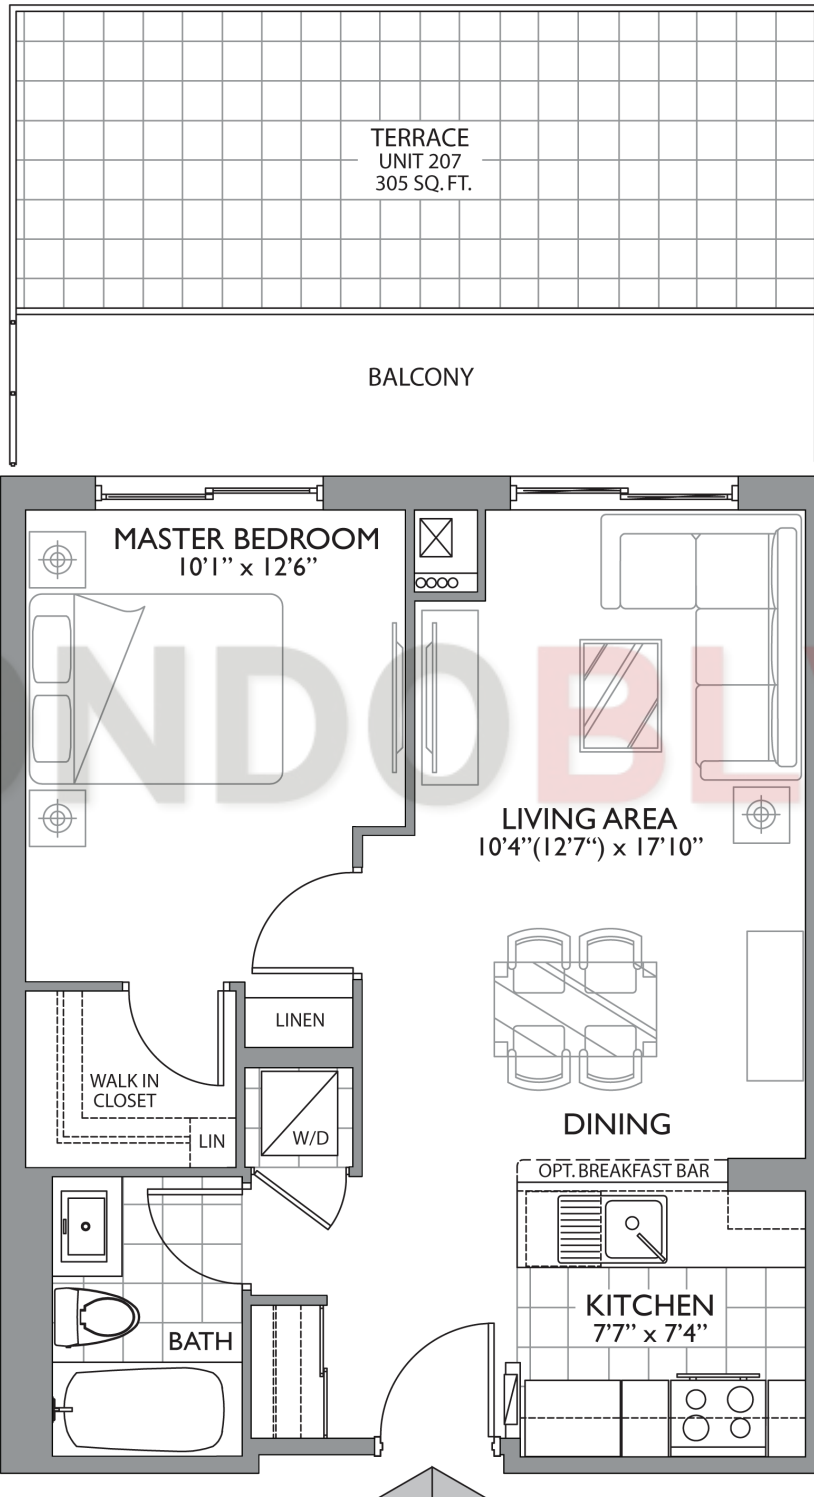 TERRACE
UNIT 207
305 SQ. FT.
BALCONY
MASTER BEDROOM
10'1" x 12'6"
ONDOBL
LIVING AREA
10'4"(12'7") x 17'10"
LINEN
WALK IN
CLOSET
LIN
W/D
DINING
OPT. BREAKFAST BAR
KITCHEN
7'7" x 7'4"
BATH